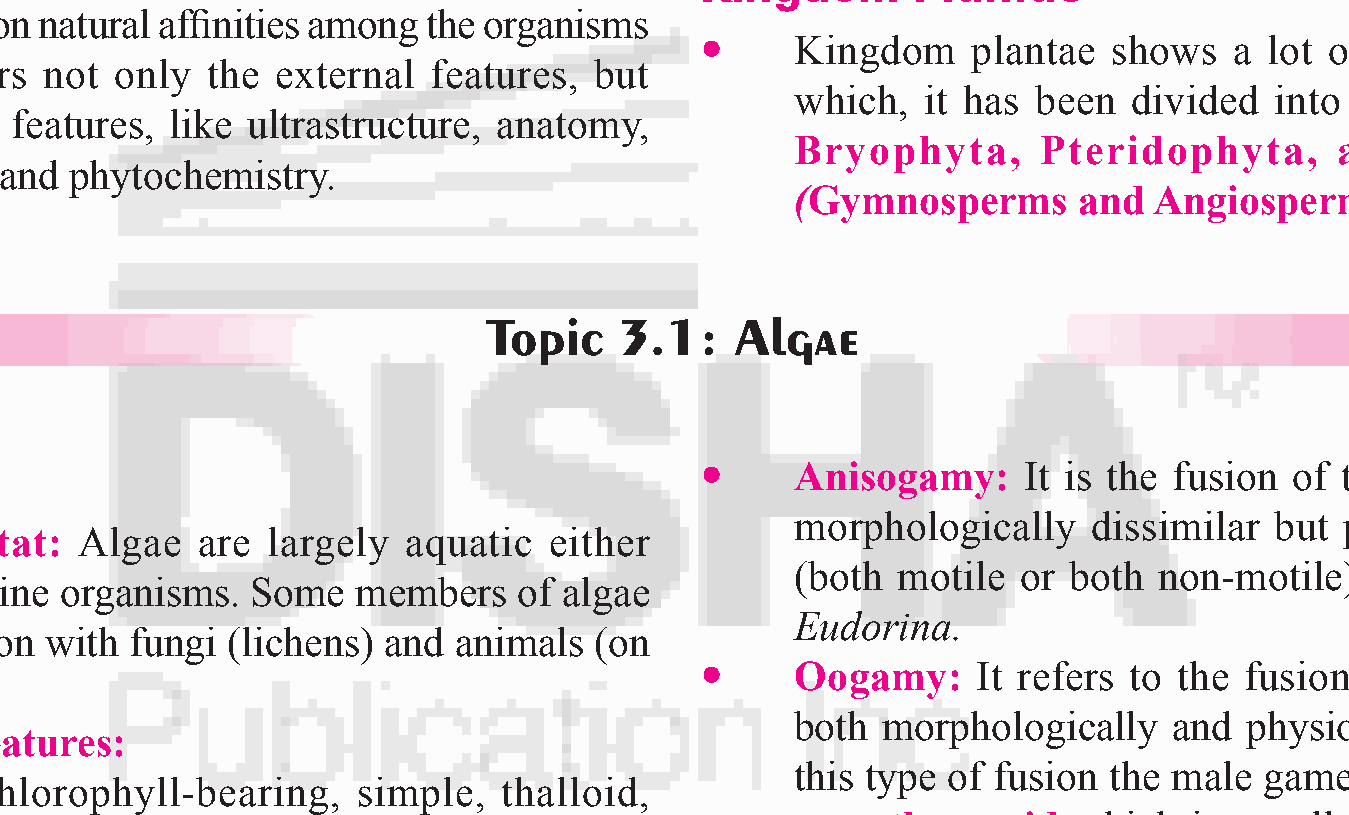 on natural affinities among the organisms
rs not only the external features, but
features, like ultrastructure, anatomy,
and phytochemistry.
Kingdom plantae shows a lot o
which, it has been divided into
Bryophyta, Pteridophyta, a
(Gymnosperms and Angiosperm
Topic 3.1: Algae
tat: Algae are largely aquatic either
ine organisms. Some members of algae
on with fungi (lichens) and animals (on
atures:
hlorophyll-bearing, simple, thalloid,
Anisogamy: It is the fusion of t
morphologically dissimilar but p
(both motile or both non-motile)
Eudorina.
Oogamy: It refers to the fusion
both morphologically and physio
this type of fusion the male game
DISHA
Publication Inc